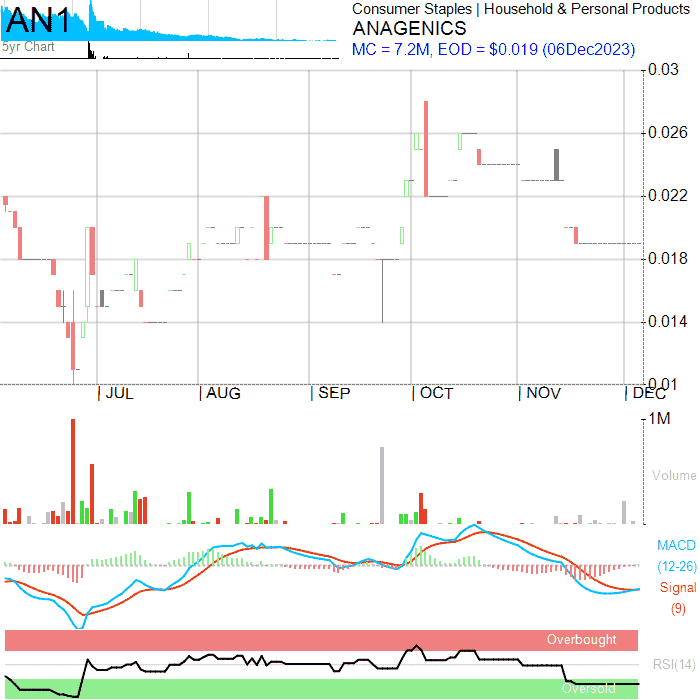 AN1
5yr Chart
Consumer Staples | Household & Personal Products
ANAGENICS
MC = 7.2M, EOD = $0.019 (06Dec2023)
0.03
0.026
0.022
0.018
0.014
0.01
| JUL | AUG | SEP | OCT | NOV | DEC
1M
Volume
MACD
(12-26)
Signal
(9)
Overbought
RSI(14)
Oversold